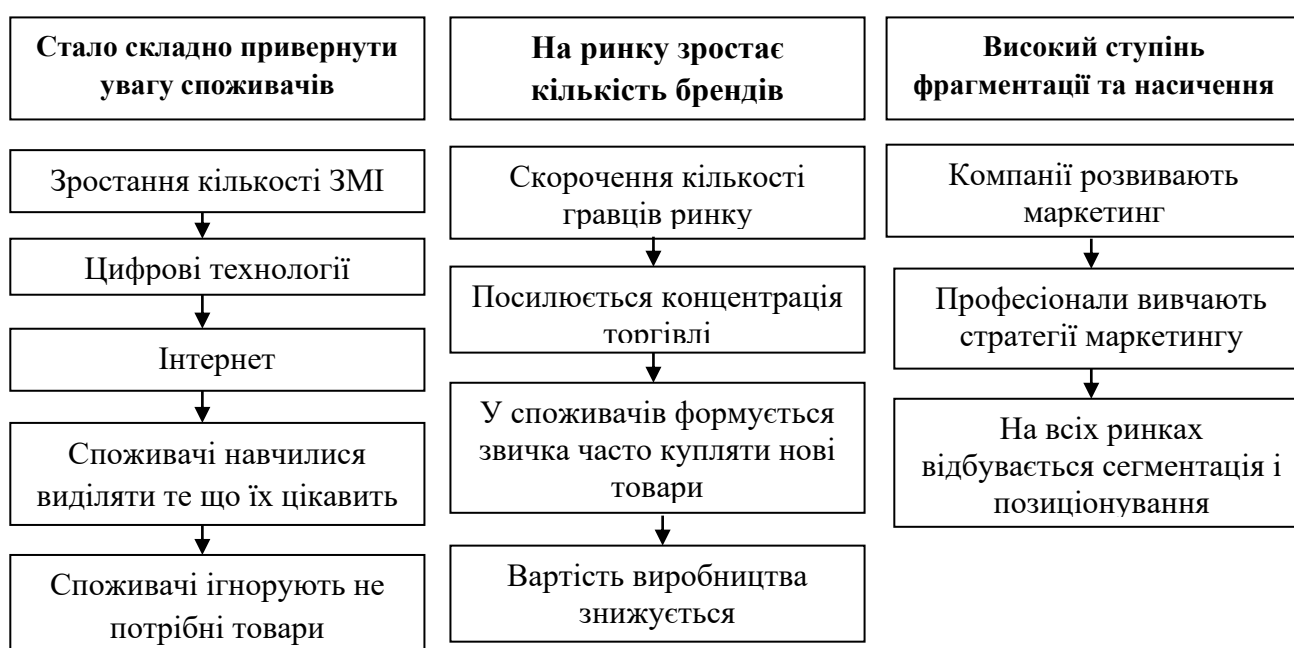 Стало складно привернути
увагу споживачів
Зростання кількості ЗМІ
Цифрові технології
Інтернет
Споживачі навчилися
виділяти те що їх цікавить
Споживачі ігнорують не
потрібні товари
На ринку зростає
кількість брендів
Скорочення кількості
гравців ринку
Посилюється концентрація
торгівлі
У споживачів формується
звичка часто купляти нові
товари
Вартість виробництва
знижується
Високий ступінь
фрагментації та насичення
Компанії розвивають
маркетинг
Професіонали вивчають
стратегії маркетингу
На всіх ринках
відбувається сегментація і
позиціонування